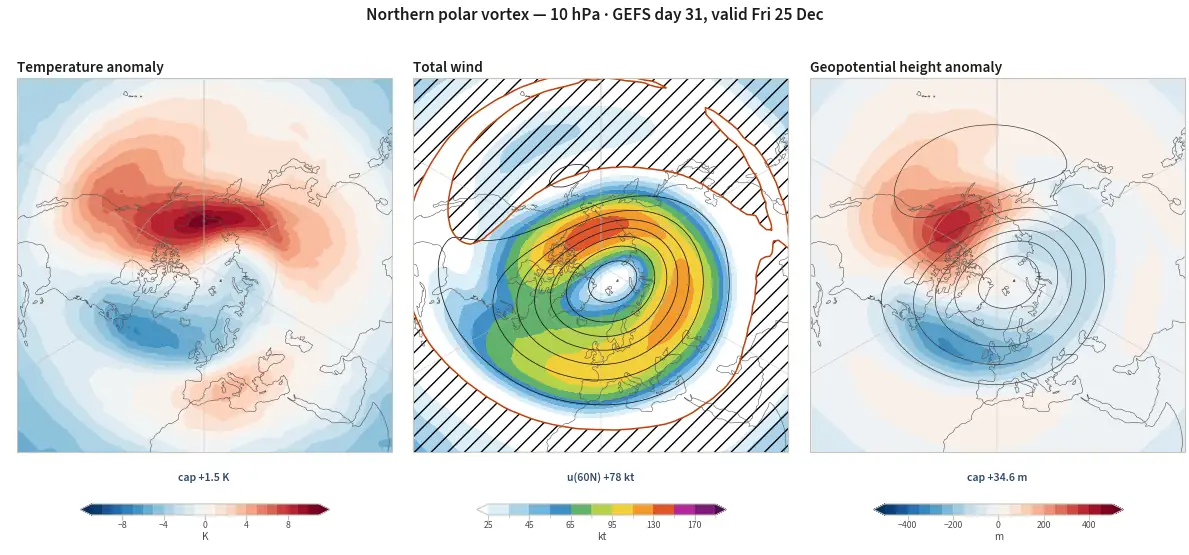 Northern polar vortex — 10 hPa · GEFS day 31, valid Fri 25 Dec
Temperature anomaly
Total wind
Geopotential height anomaly
cap +1.5 K
u(60N) +78 kt
cap +34.6 m
−8 −4 0 4 8
K
25 45 65 95 130 170
kt
−400 −200 0 200 400
m